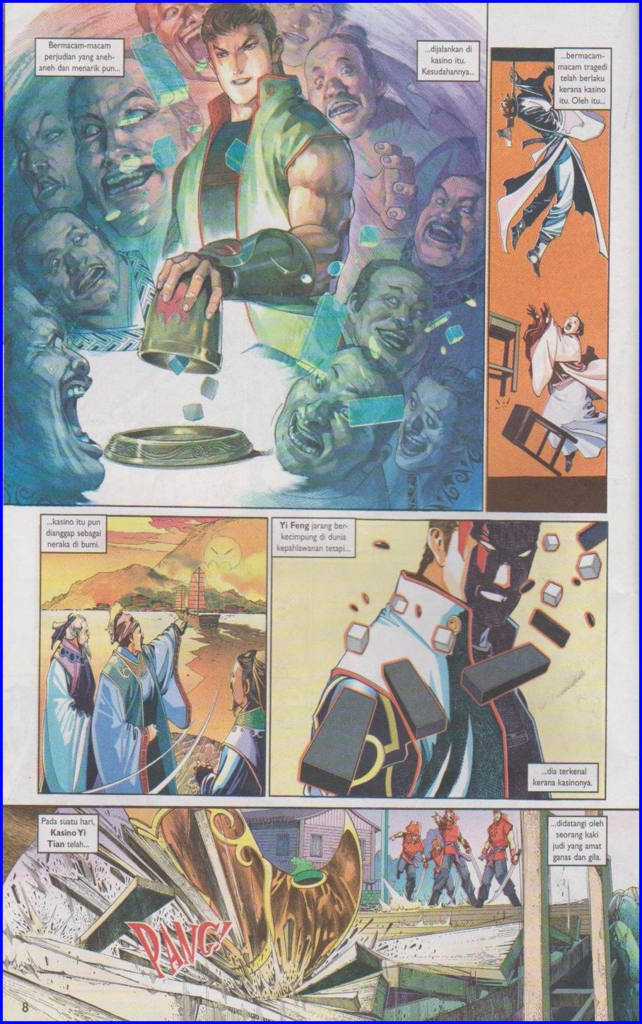 Bermacam-macam
perjudian yang aneh-
aneh dan menarik pun...
...dijalankan di
kasino itu.
Kesudahannya...
...bermacam-
macam tragedi
telah berlaku
kerana kasino
itu. Oleh itu...
...kasino itu pun
dianggap sebagai
neraka di bumi.
Yi Feng jarang ber-
kecimpung di dunia
kepahlawanan tetapi...
...dia terkenal
kerana kasinonya.
Pada suatu hari,
Kasino Yi
Tian telah...
...didatangi oleh
seorang kaki
judi yang amat
ganas dan gila.
PANG!
8